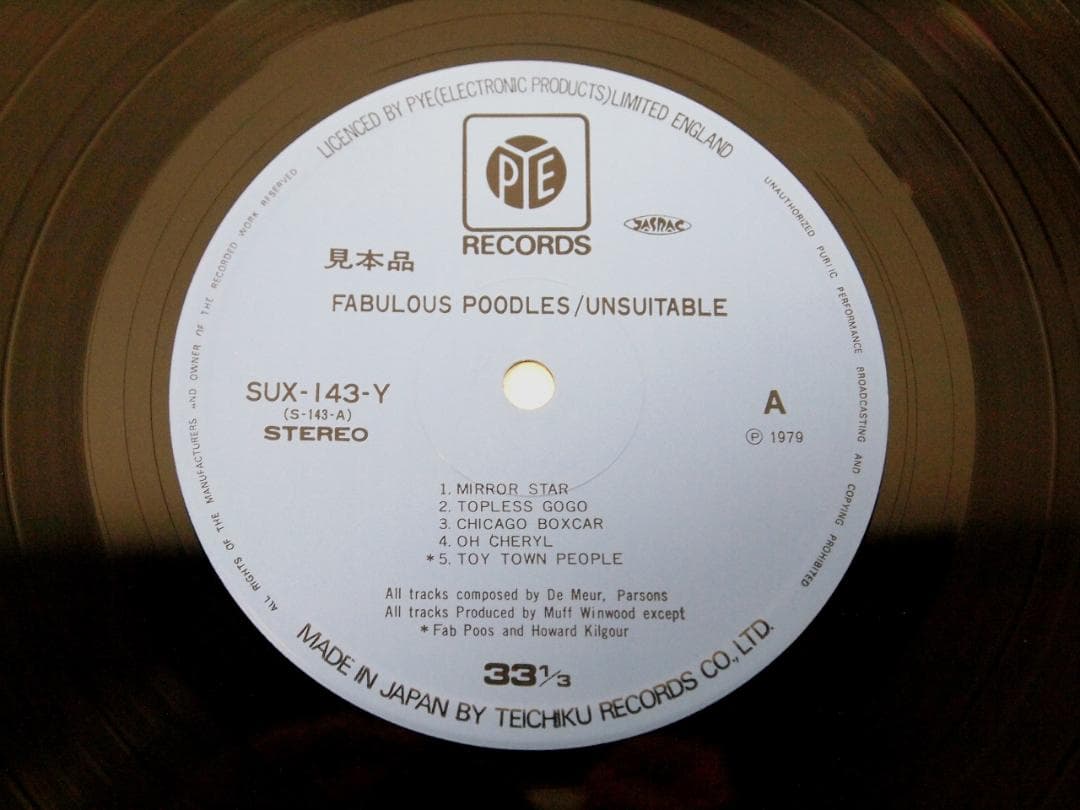 LICENCED BY PYE(ELECTRONIC PRODUCTS)LIMITED ENGLAND
PYE
RECORDS
JASRAC
見本品
FABULOUS POODLES/UNSUITABLE
SUX-143-Y
(S-143-A)
STEREO
A
Ⓟ 1979
1. MIRROR STAR
2. TOPLESS GOGO
3. CHICAGO BOXCAR
4. OH CHERYL
*5. TOY TOWN PEOPLE
All tracks composed by De Meur, Parsons
All tracks Produced by Muff Winwood except
*Fab Poos and Howard Kilgour
33 1/3
MADE IN JAPAN BY TEICHIKU RECORDS CO., LTD.
ALL RIGHTS OF THE MANUFACTURERS AND OWNER OF THE RECORDED WORK RESERVED
UNAUTHORIZED PUBLIC PERFORMANCE BROADCASTING AND COPYING PROHIBITED